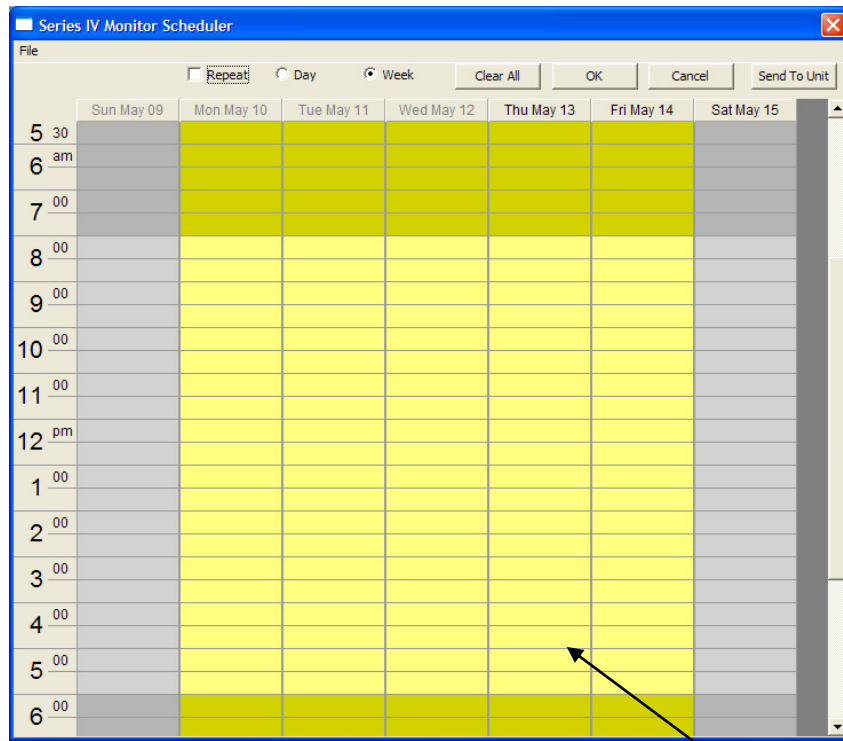 Series IV Monitor Scheduler
File
Repeat Day Week Clear All OK Cancel Send To Unit
Sun May 09 Mon May 10 Tue May 11 Wed May 12 Thu May 13 Fri May 14 Sat May 15
5 30
6 am
7 00
8 00
9 00
10 00
11 00
12 pm
1 00
2 00
3 00
4 00
5 00
6 00